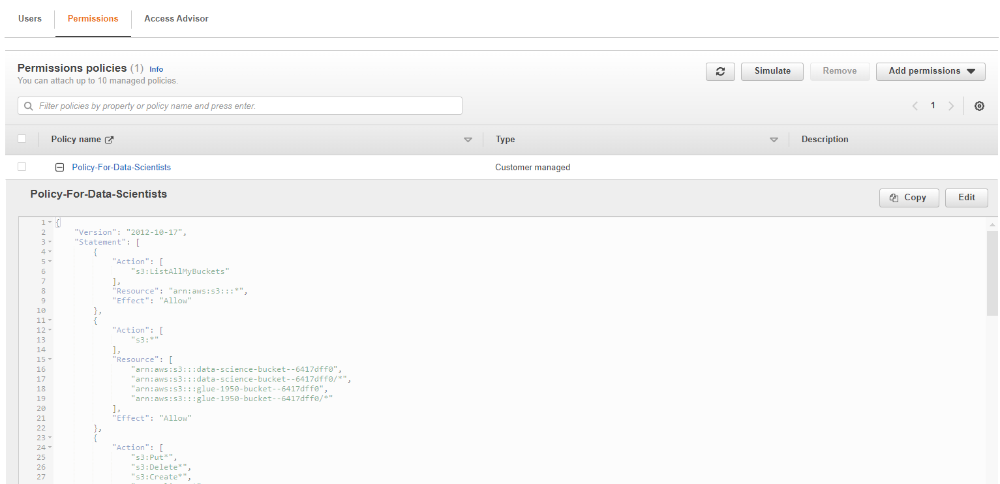 Users Permissions Access Advisor
Permissions policies (1) Info
You can attach up to 10 managed policies.
Simulate Remove Add permissions
Filter policies by property or policy name and press enter.
1
Policy name Type Description
Policy-For-Data-Scientists Customer managed
Policy-For-Data-Scientists
Copy Edit
1 {
2 "Version": "2012-10-17",
3 "Statement": [
4 {
5 "Action": [
6 "s3:ListAllMyBuckets"
7 ],
8 "Resource": "arn:aws:s3:::*",
9 "Effect": "Allow"
10 },
11 {
12 "Action": [
13 "s3:*"
14 ],
15 "Resource": [
16 "arn:aws:s3:::data-science-bucket--6417dff0",
17 "arn:aws:s3:::data-science-bucket--6417dff0/*",
18 "arn:aws:s3:::glue-1950-bucket--6417dff0",
19 "arn:aws:s3:::glue-1950-bucket--6417dff0/*"
20 ],
21 "Effect": "Allow"
22 },
23 {
24 "Action": [
25 "s3:Put*",
26 "s3:Delete*",
27 "s3:Create*",